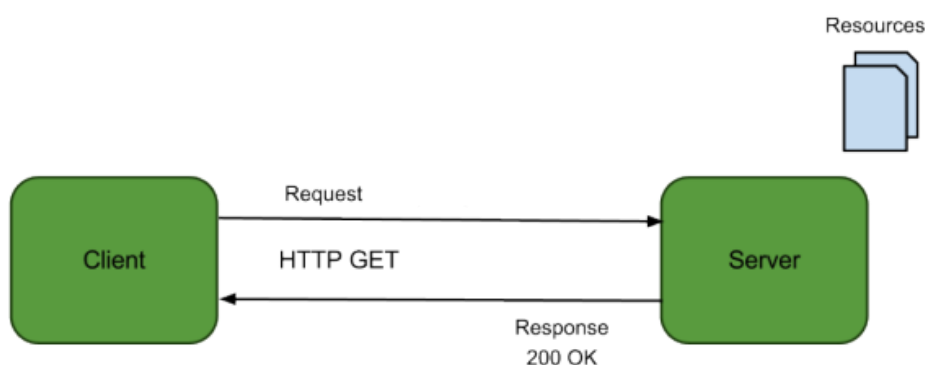 Resources
Request
Client
HTTP GET
Server
Response
200 OK